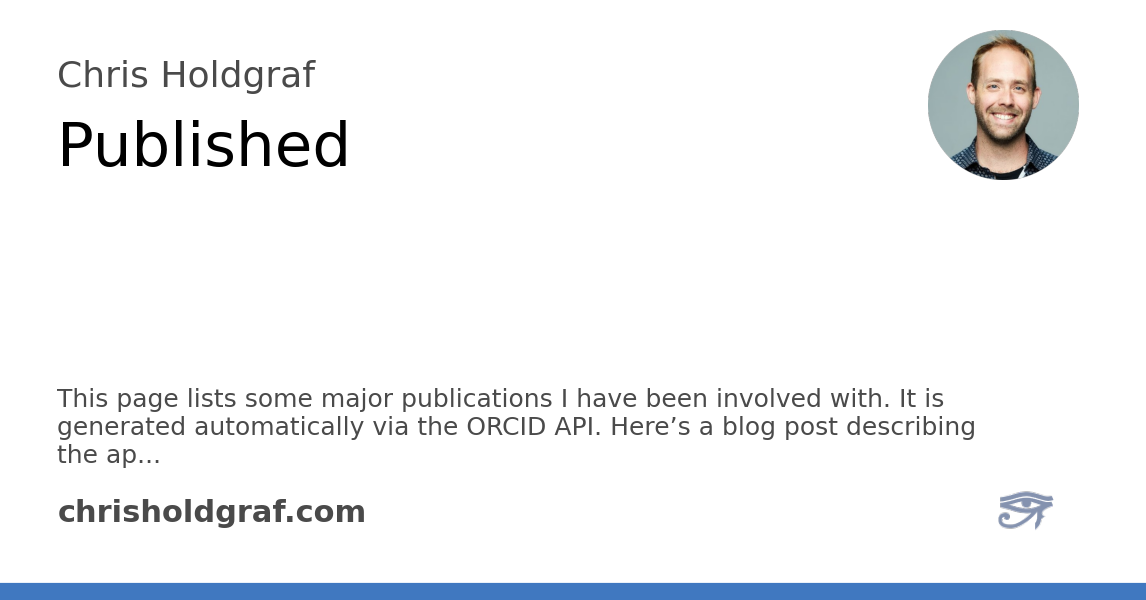 Chris Holdgraf
Published
This page lists some major publications I have been involved with. It is
generated automatically via the ORCID API. Here’s a blog post describing
the ap...
chrisholdgraf.com